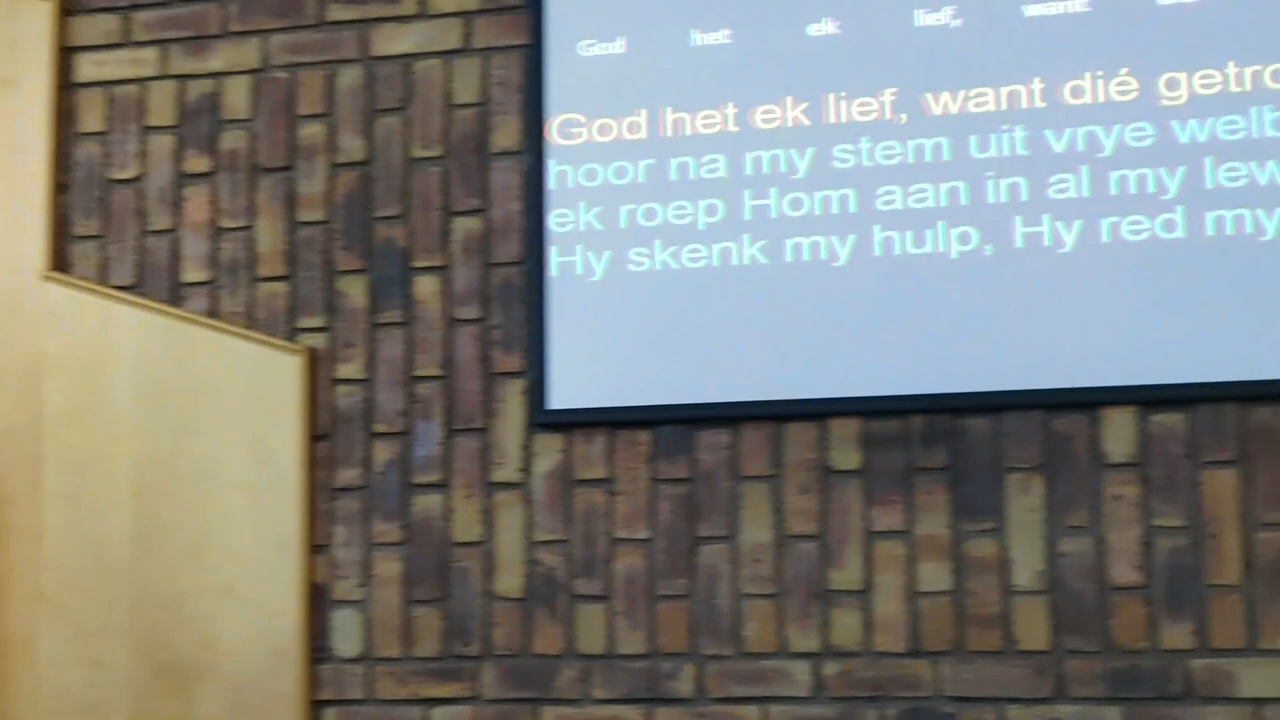 God het ek lief, want
God het ek lief, want dié
hoor na my stem uit vrye
ek roep Hom aan in al my
Hy skenk my hulp, Hy red my